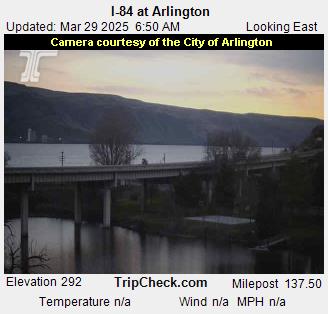 I-84 at Arlington
Updated: Mar 29 2025 6:50 AM Looking East
Camera courtesy of the City of Arlington
Elevation 292 TripCheck.com Milepost 137.50
Temperature n/a Wind n/a MPH n/a